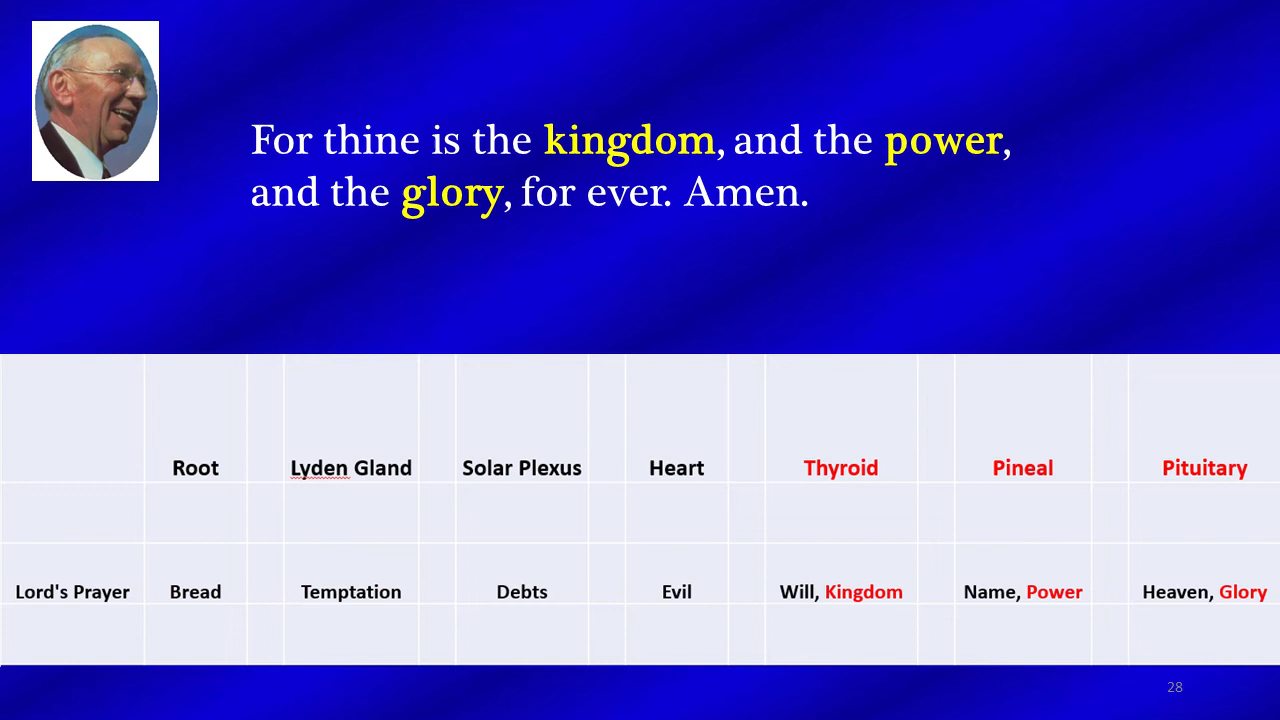 For thine is the kingdom, and the power,
and the glory, for ever. Amen.
Root Lyden Gland Solar Plexus Heart Thyroid Pineal Pituitary
Lord's Prayer Bread Temptation Debts Evil Will, Kingdom Name, Power Heaven, Glory
28